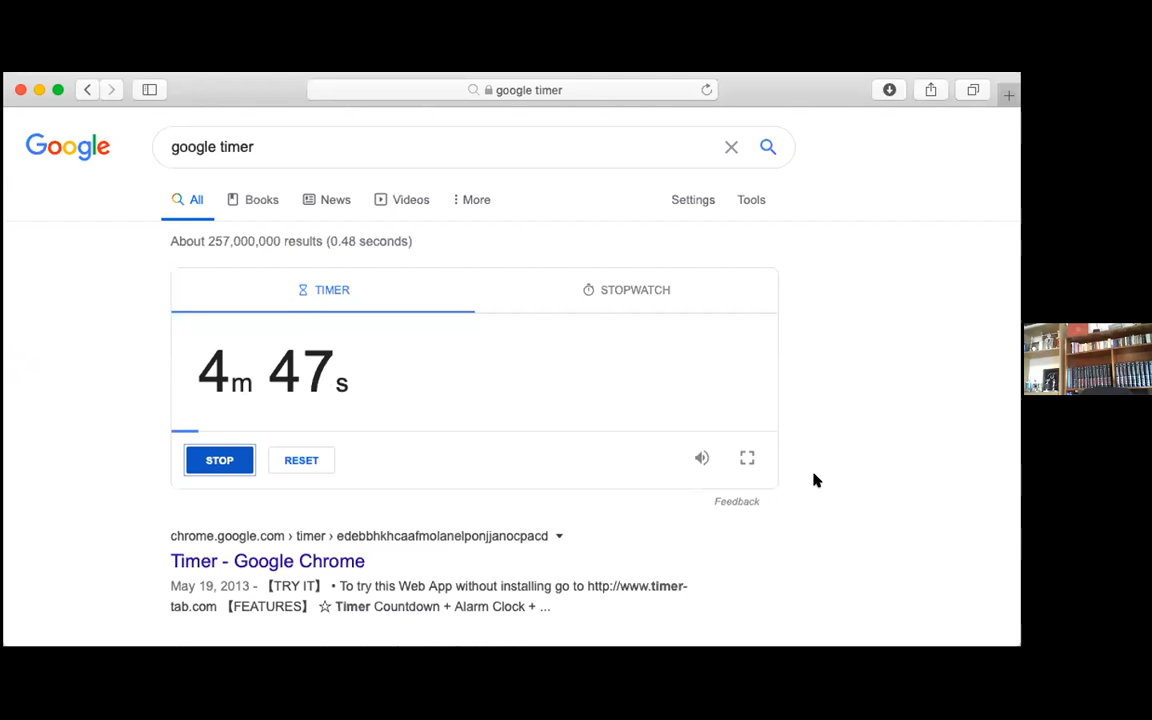 google timer
Google
google timer
All Books News Videos More Settings Tools
About 257,000,000 results (0.48 seconds)
TIMER STOPWATCH
4m 47s
STOP RESET
Feedback
chrome.google.com › timer › edebbhkhcaafmolanelponjjanocpacd
Timer - Google Chrome
May 19, 2013 - 【TRY IT】 • To try this Web App without installing go to http://www.timer-
tab.com 【FEATURES】 ☆ Timer Countdown + Alarm Clock + ...